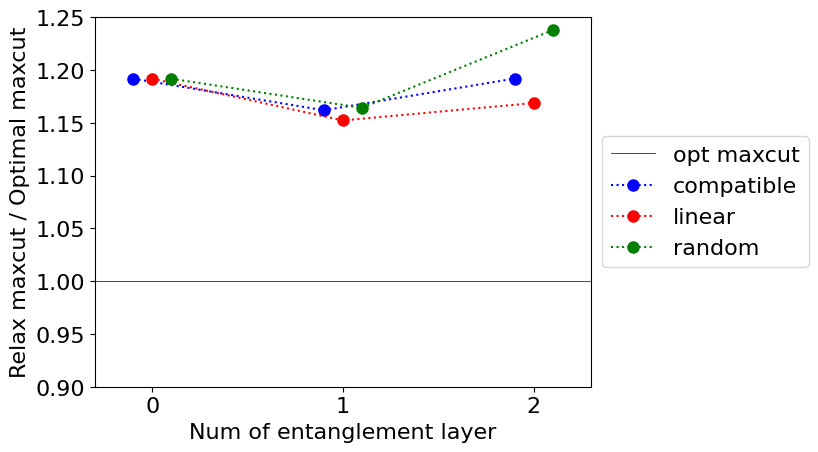 Relax maxcut / Optimal maxcut
1.25
1.20
1.15
1.10
1.05
1.00
0.95
0.90
0
1
2
Num of entanglement layer
opt maxcut
compatible
linear
random